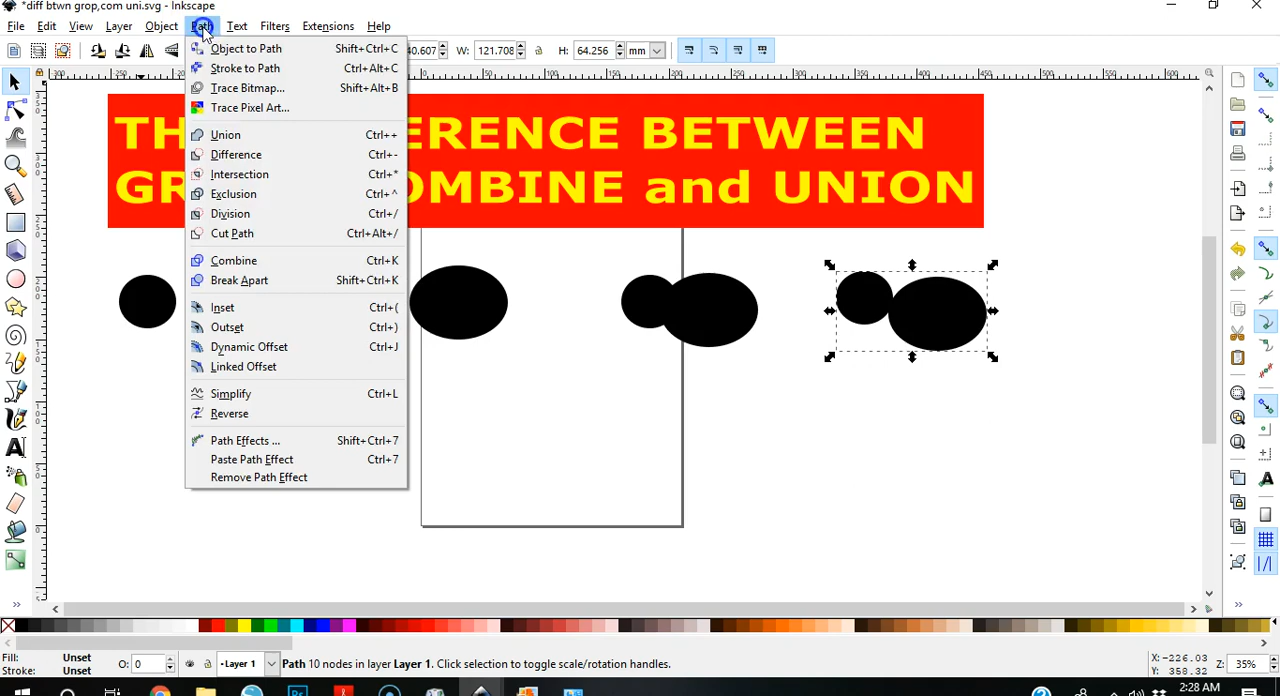 *diff btwn grop,com uni.svg - Inkscape
File Edit View Layer Object Path Text Filters Extensions Help
40.607 W: 121.708 H: 64.256 mm
Object to Path Shift+Ctrl+C
Stroke to Path Ctrl+Alt+C
Trace Bitmap... Shift+Alt+B
Trace Pixel Art...
Union Ctrl++
Difference Ctrl+-
Intersection Ctrl+*
Exclusion Ctrl+^
Division Ctrl+/
Cut Path Ctrl+Alt+/
Combine Ctrl+K
Break Apart Shift+Ctrl+K
Inset Ctrl+(
Outset Ctrl+)
Dynamic Offset Ctrl+J
Linked Offset
Simplify Ctrl+L
Reverse
Path Effects ... Shift+Ctrl+7
Paste Path Effect Ctrl+7
Remove Path Effect
TH ERENCE BETWEEN
GR OMBINE and UNION
Fill: Unset
Stroke: Unset
O: 0
Layer 1
Path 10 nodes in layer Layer 1. Click selection to toggle scale/rotation handles.
X: -226.03
Y: 358.32
Z: 35%
2:28 AM